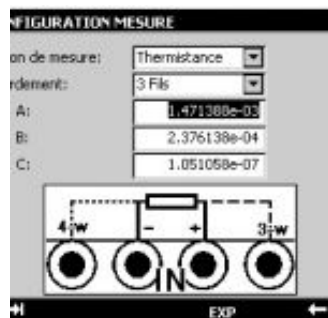 NFIGURATION MESURE
on de mesure: Thermistance
rdement: 3 Fils
A: 1.471388e-03
B: 2.376138e-04
C: 1.051058e-07
4-w - + 3-w
IN
EXP